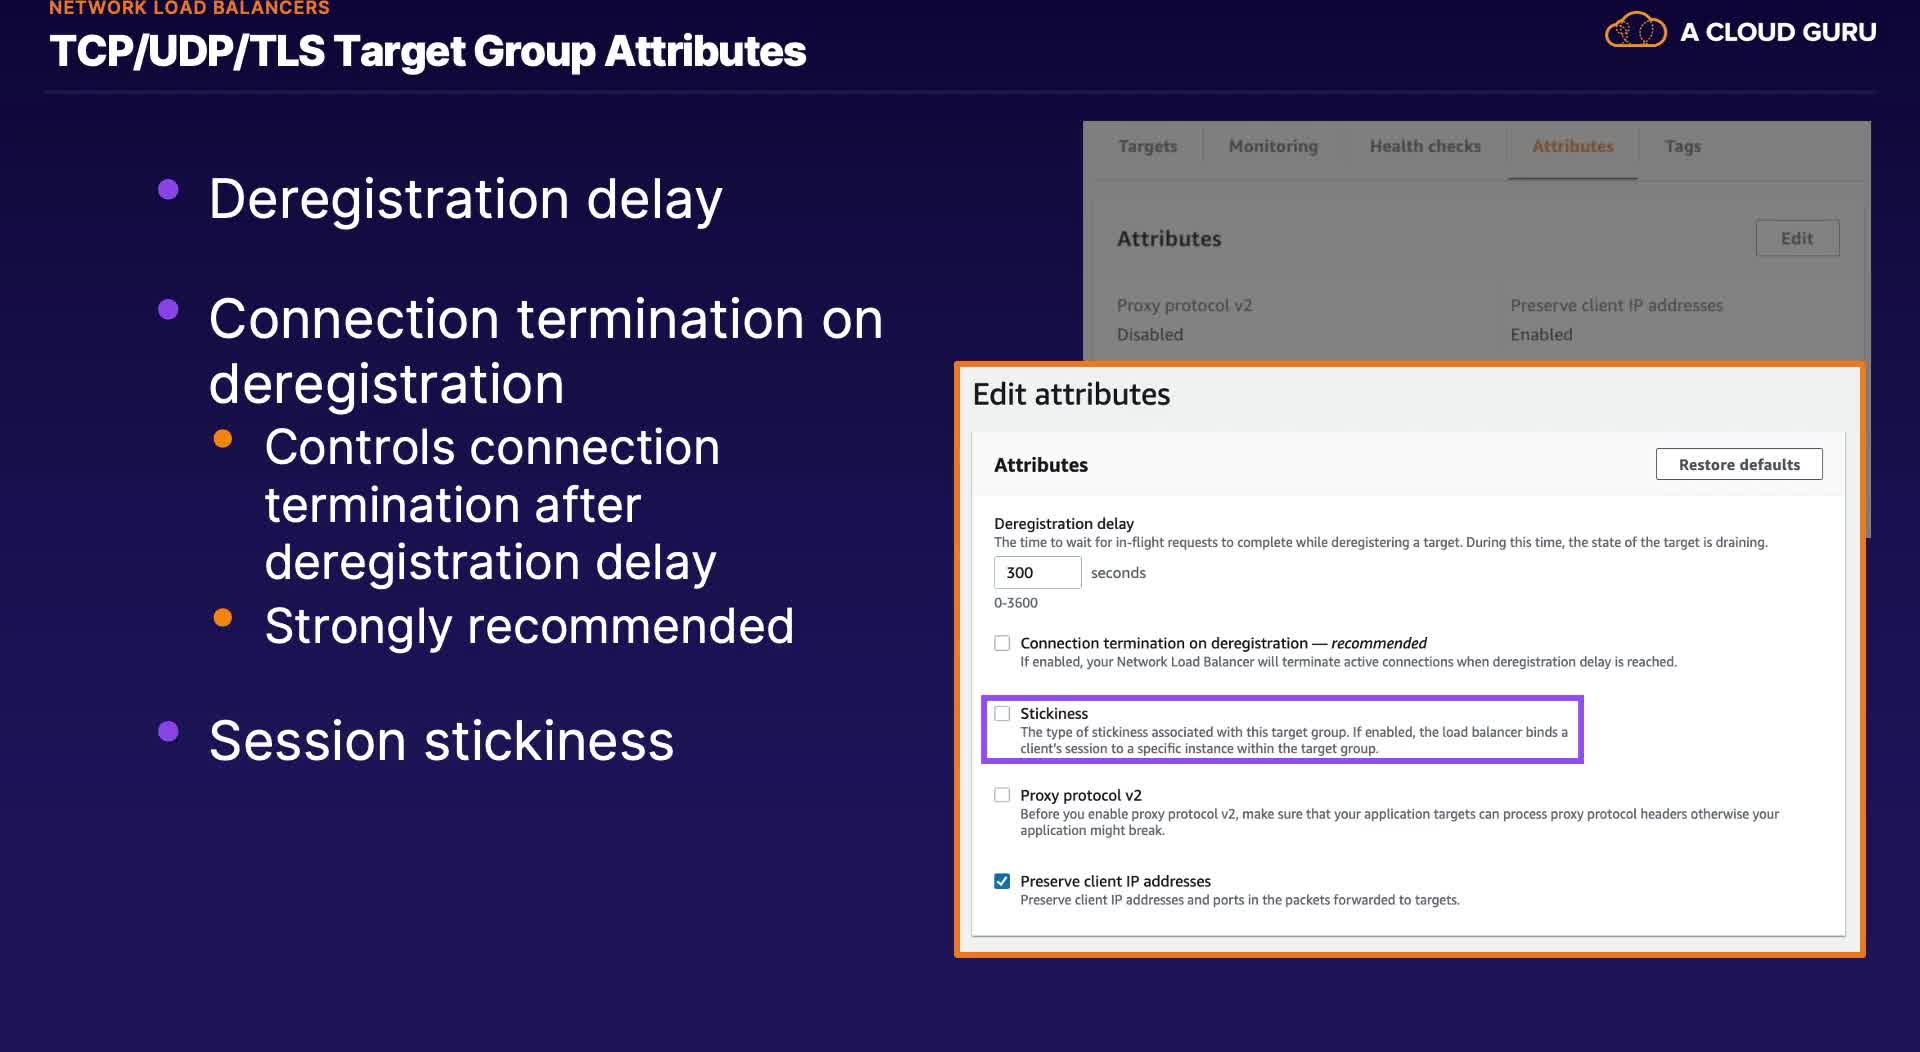 NETWORK LOAD BALANCERS
TCP/UDP/TLS Target Group Attributes
A CLOUD GURU
Deregistration delay
Connection termination on
deregistration
Controls connection
termination after
deregistration delay
Strongly recommended
Session stickiness
Targets
Monitoring
Health checks
Attributes
Tags
Attributes
Edit
Proxy protocol v2
Preserve client IP addresses
Disabled
Enabled
Edit attributes
Attributes
Restore defaults
Deregistration delay
The time to wait for in-flight requests to complete while deregistering a target. During this time, the state of the target is draining.
300 seconds
0-3600
Connection termination on deregistration — recommended
If enabled, your Network Load Balancer will terminate active connections when deregistration delay is reached.
Stickiness
The type of stickiness associated with this target group. If enabled, the load balancer binds a
client's session to a specific instance within the target group.
Proxy protocol v2
Before you enable proxy protocol v2, make sure that your application targets can process proxy protocol headers otherwise your
application might break.
Preserve client IP addresses
Preserve client IP addresses and ports in the packets forwarded to targets.